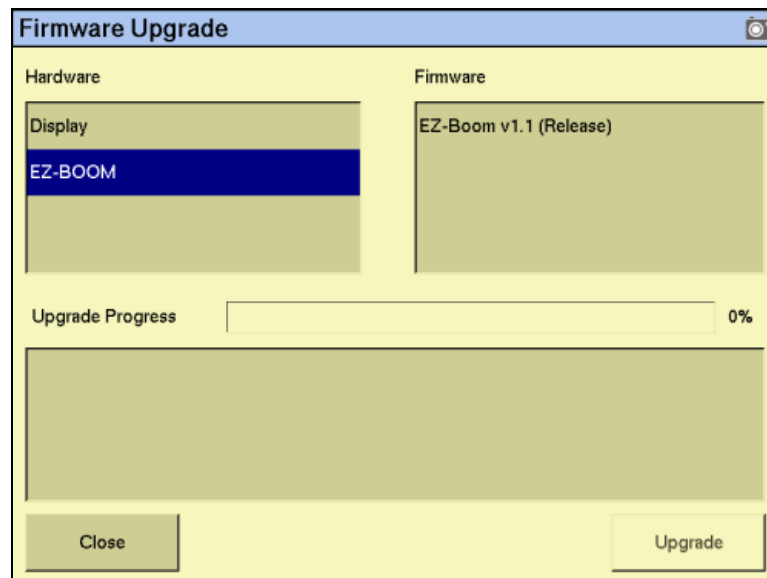 Firmware Upgrade
Hardware
Firmware
Display
EZ-Boom v1.1 (Release)
EZ-BOOM
Upgrade Progress
0%
Close
Upgrade